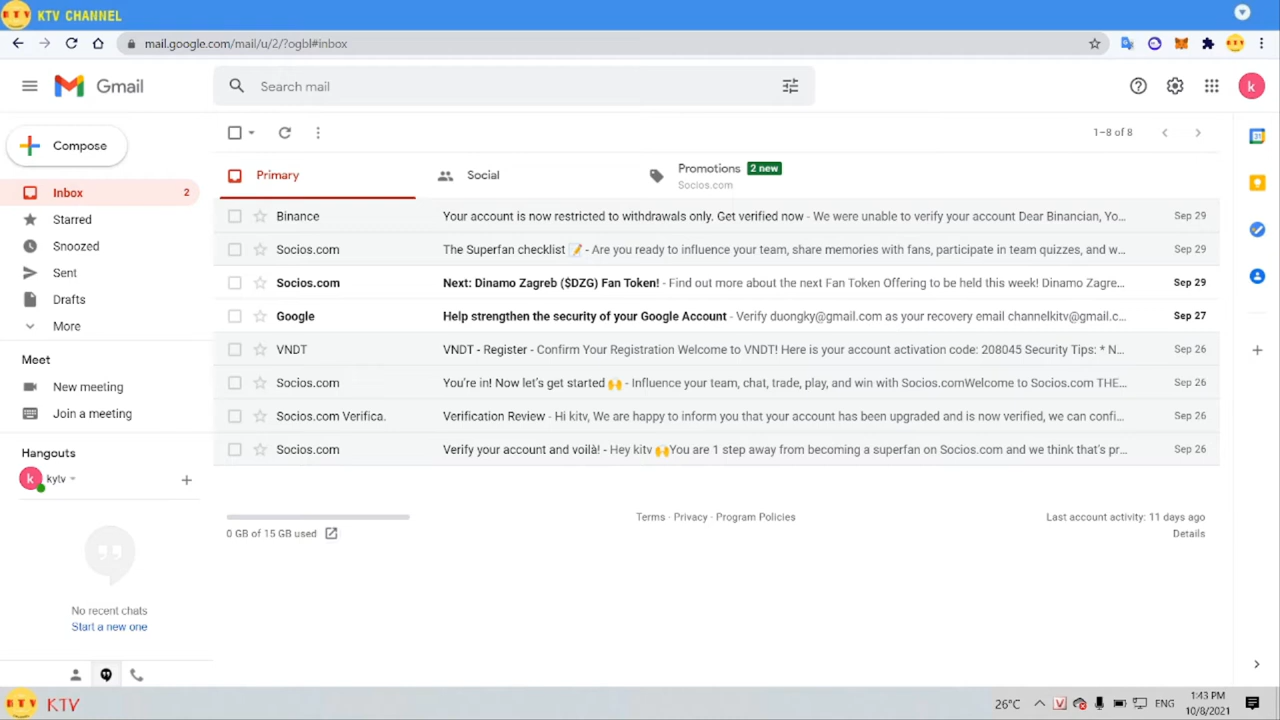 KTV CHANNEL
mail.google.com/mail/u/2/?ogbl#inbox
Gmail
Search mail
k
Compose
1–8 of 8
Primary
Social
Promotions 2 new
Socios.com
Inbox 2
Starred
Snoozed
Sent
Drafts
More
Meet
New meeting
Join a meeting
Hangouts
k kytv
No recent chats
Start a new one
Binance Your account is now restricted to withdrawals only. Get verified now - We were unable to verify your account Dear Binancian, Yo… Sep 29
Socios.com The Superfan checklist 📝 - Are you ready to influence your team, share memories with fans, participate in team quizzes, and w… Sep 29
Socios.com Next: Dinamo Zagreb ($DZG) Fan Token! - Find out more about the next Fan Token Offering to be held this week! Dinamo Zagre… Sep 29
Google Help strengthen the security of your Google Account - Verify duongky@gmail.com as your recovery email channelkitv@gmail.c… Sep 27
VNDT VNDT - Register - Confirm Your Registration Welcome to VNDT! Here is your account activation code: 208045 Security Tips: * N… Sep 26
Socios.com You're in! Now let's get started 🙌 - Influence your team, chat, trade, play, and win with Socios.comWelcome to Socios.com THE… Sep 26
Socios.com Verifica. Verification Review - Hi kitv, We are happy to inform you that your account has been upgraded and is now verified, we can confi… Sep 26
Socios.com Verify your account and voilà! - Hey kitv 🙌You are 1 step away from becoming a superfan on Socios.com and we think that's pr… Sep 26
0 GB of 15 GB used
Terms · Privacy · Program Policies
Last account activity: 11 days ago
Details
31
KTV
26°C
ENG
1:43 PM
10/8/2021